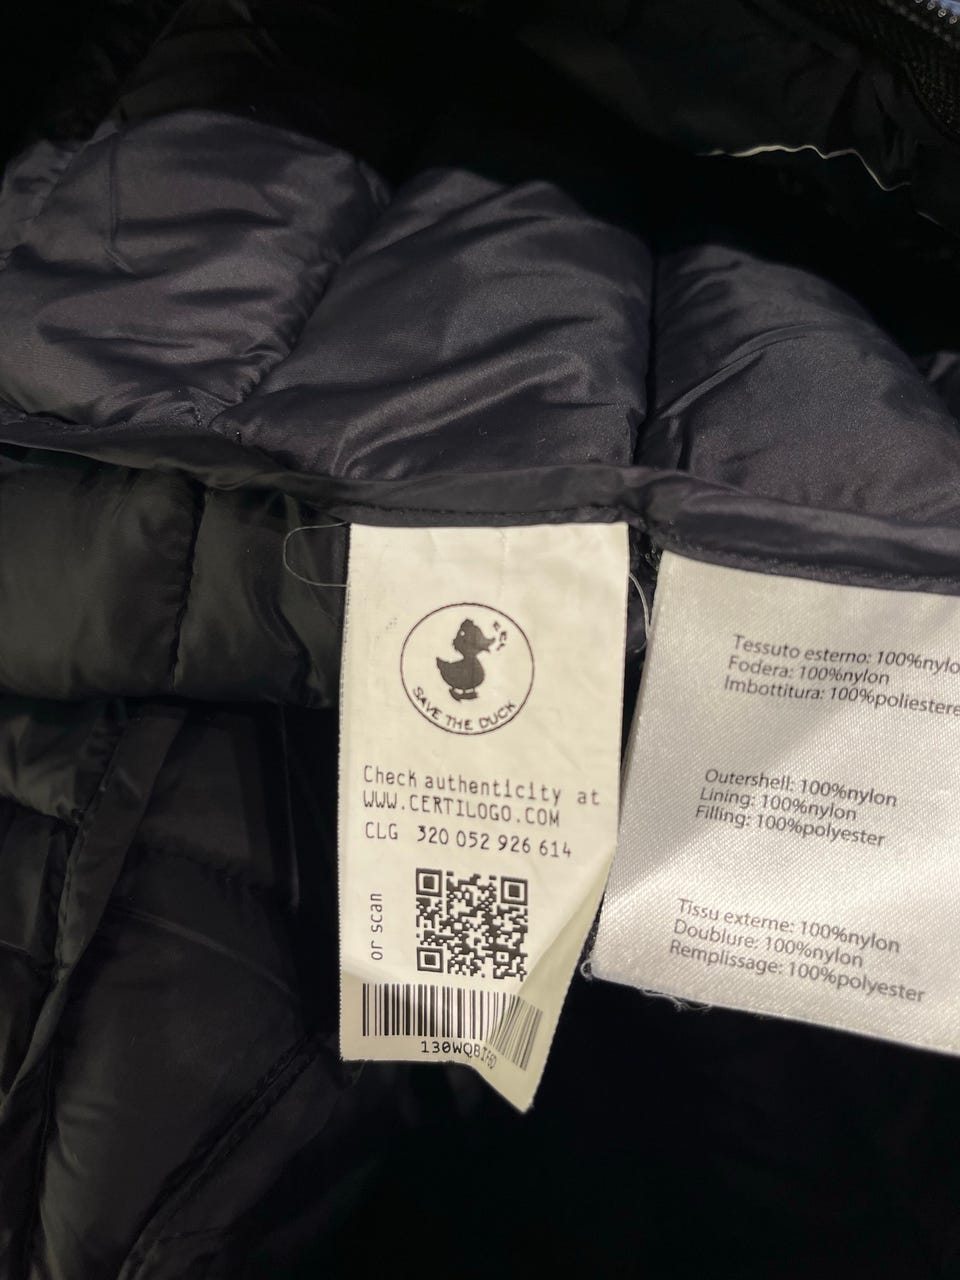 SAVE THE DUCK
Check authenticity at
WWW.CERTILOGO.COM
CLG 320 052 926 614
or scan
Tessuto esterno: 100%nylo
Fodera: 100%nylon
Imbottitura: 100%poliestere
Outershell: 100%nylon
Lining: 100%nylon
Filling: 100%polyester
Tissu externe: 100%nylon
Doublure: 100%nylon
Remplissage: 100%polyester